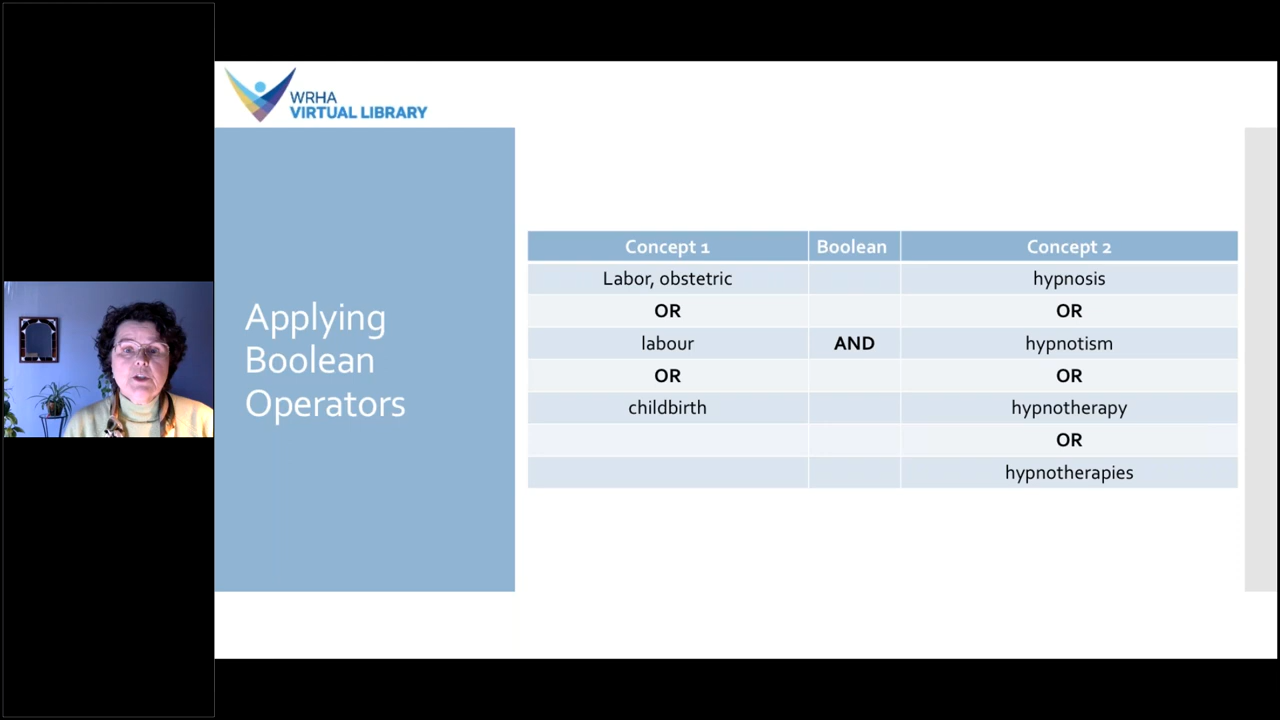 WRHA
VIRTUAL LIBRARY
Applying
Boolean
Operators
Concept 1 Boolean Concept 2
Labor, obstetric hypnosis
OR OR
labour AND hypnotism
OR OR
childbirth hypnotherapy
OR
hypnotherapies